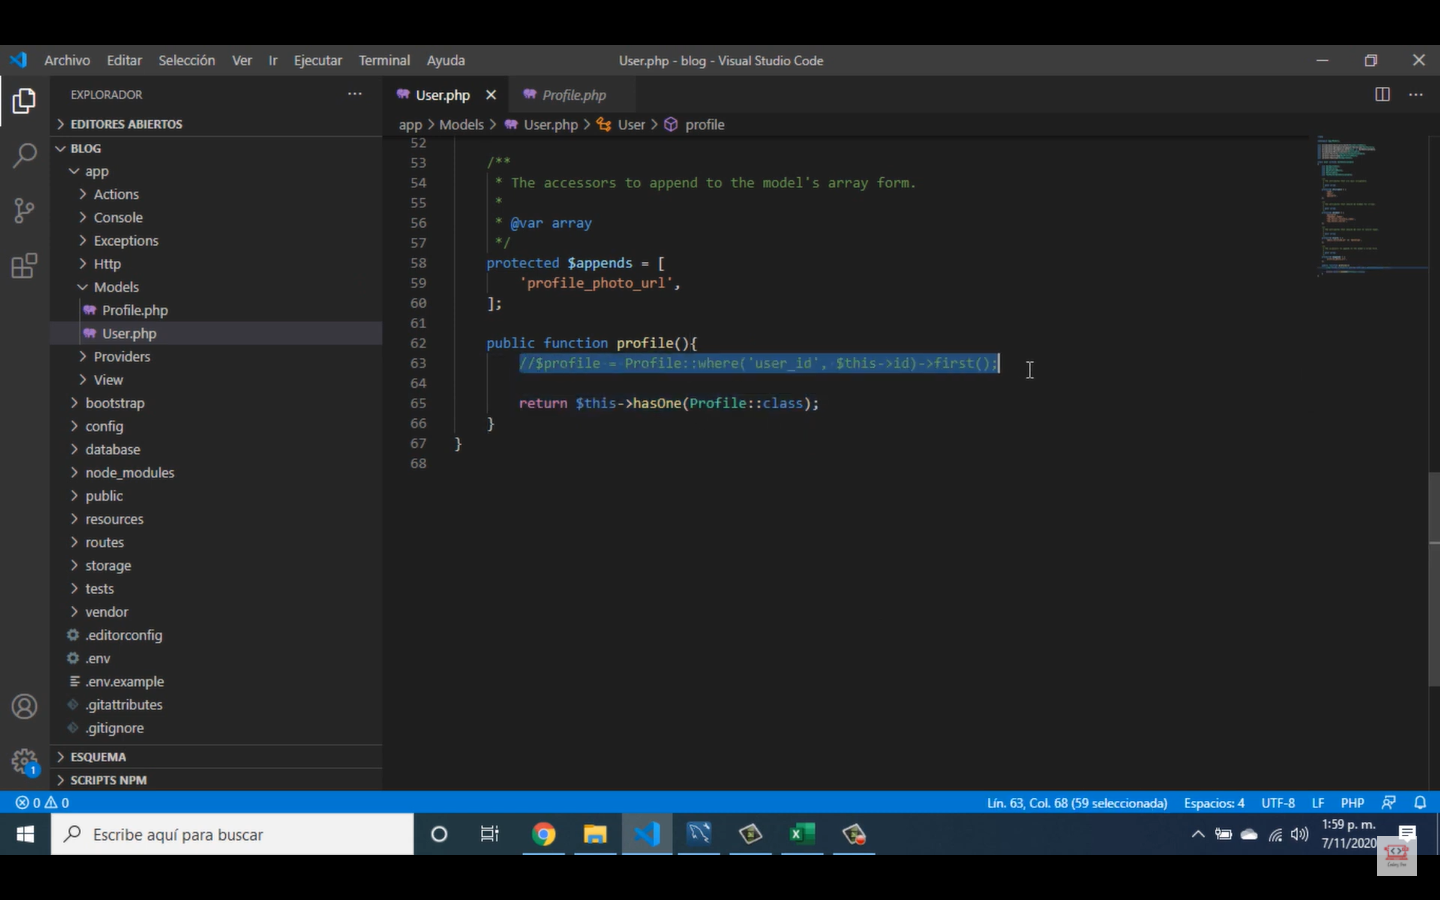 Archivo Editar Selección Ver Ir Ejecutar Terminal Ayuda
User.php - blog - Visual Studio Code
EXPLORADOR
User.php
Profile.php
EDITORES ABIERTOS
app > Models > User.php > User > profile
BLOG
app
Actions
Console
Exceptions
Http
Models
Profile.php
User.php
Providers
View
bootstrap
config
database
node_modules
public
resources
routes
storage
tests
vendor
.editorconfig
.env
.env.example
.gitattributes
.gitignore
ESQUEMA
SCRIPTS NPM
52
53 /**
54 * The accessors to append to the model's array form.
55 *
56 * @var array
57 */
58 protected $appends = [
59 'profile_photo_url',
60 ];
61
62 public function profile(){
63 //$profile = Profile::where('user_id', $this->id)->first();
64
65 return $this->hasOne(Profile::class);
66 }
67 }
68
1
0 0
Lín. 63, Col. 68 (59 seleccionada) Espacios: 4 UTF-8 LF PHP
Escribe aquí para buscar
1:59 p. m.
7/11/2020